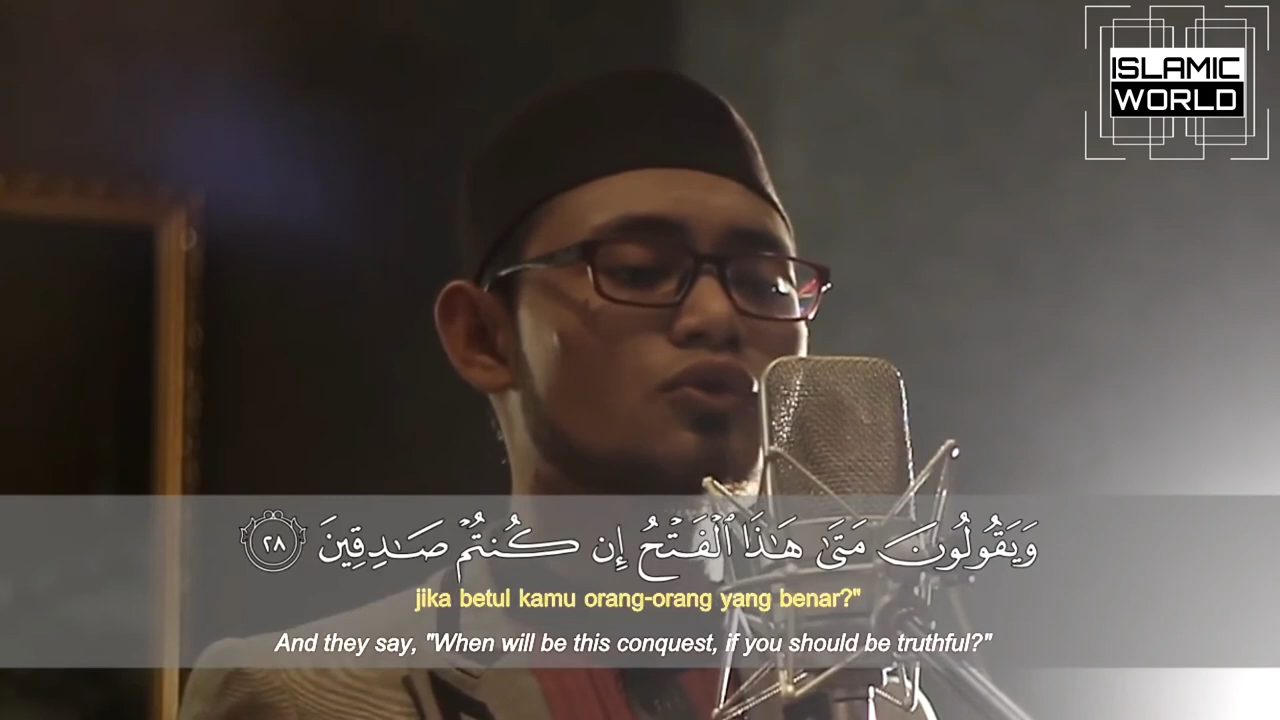 ISLAMIC
WORLD
وَيَقُولُونَ مَتَىٰ هَـٰذَا ٱلْفَتْحُ إِن كُنتُمْ صَـٰدِقِينَ ٢٨
jika betul kamu orang-orang yang benar?"
And they say, "When will be this conquest, if you should be truthful?"